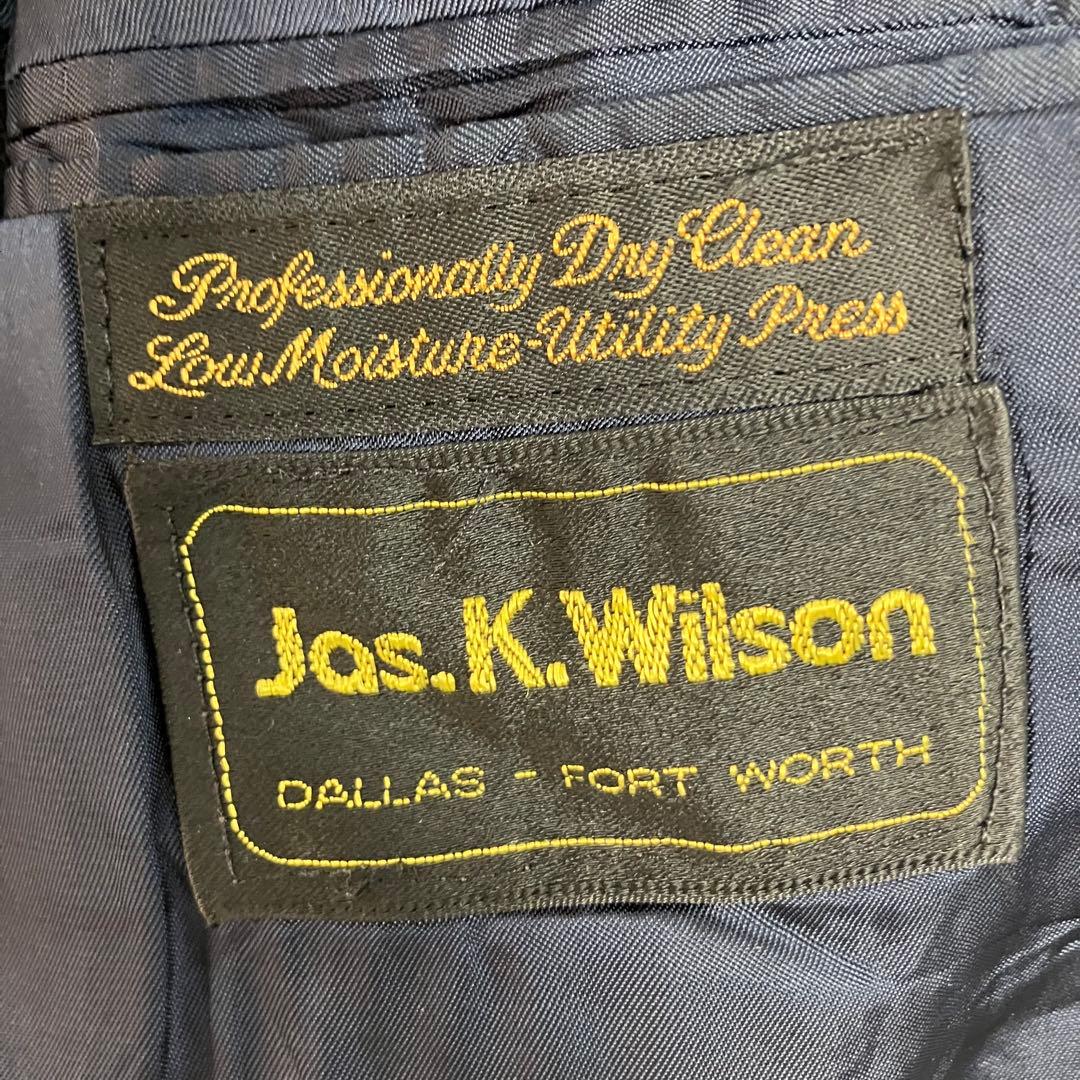 Professionally Dry Clean
Low Moisture-Utility Press
Jas. K. Wilson
DALLAS - FORT WORTH